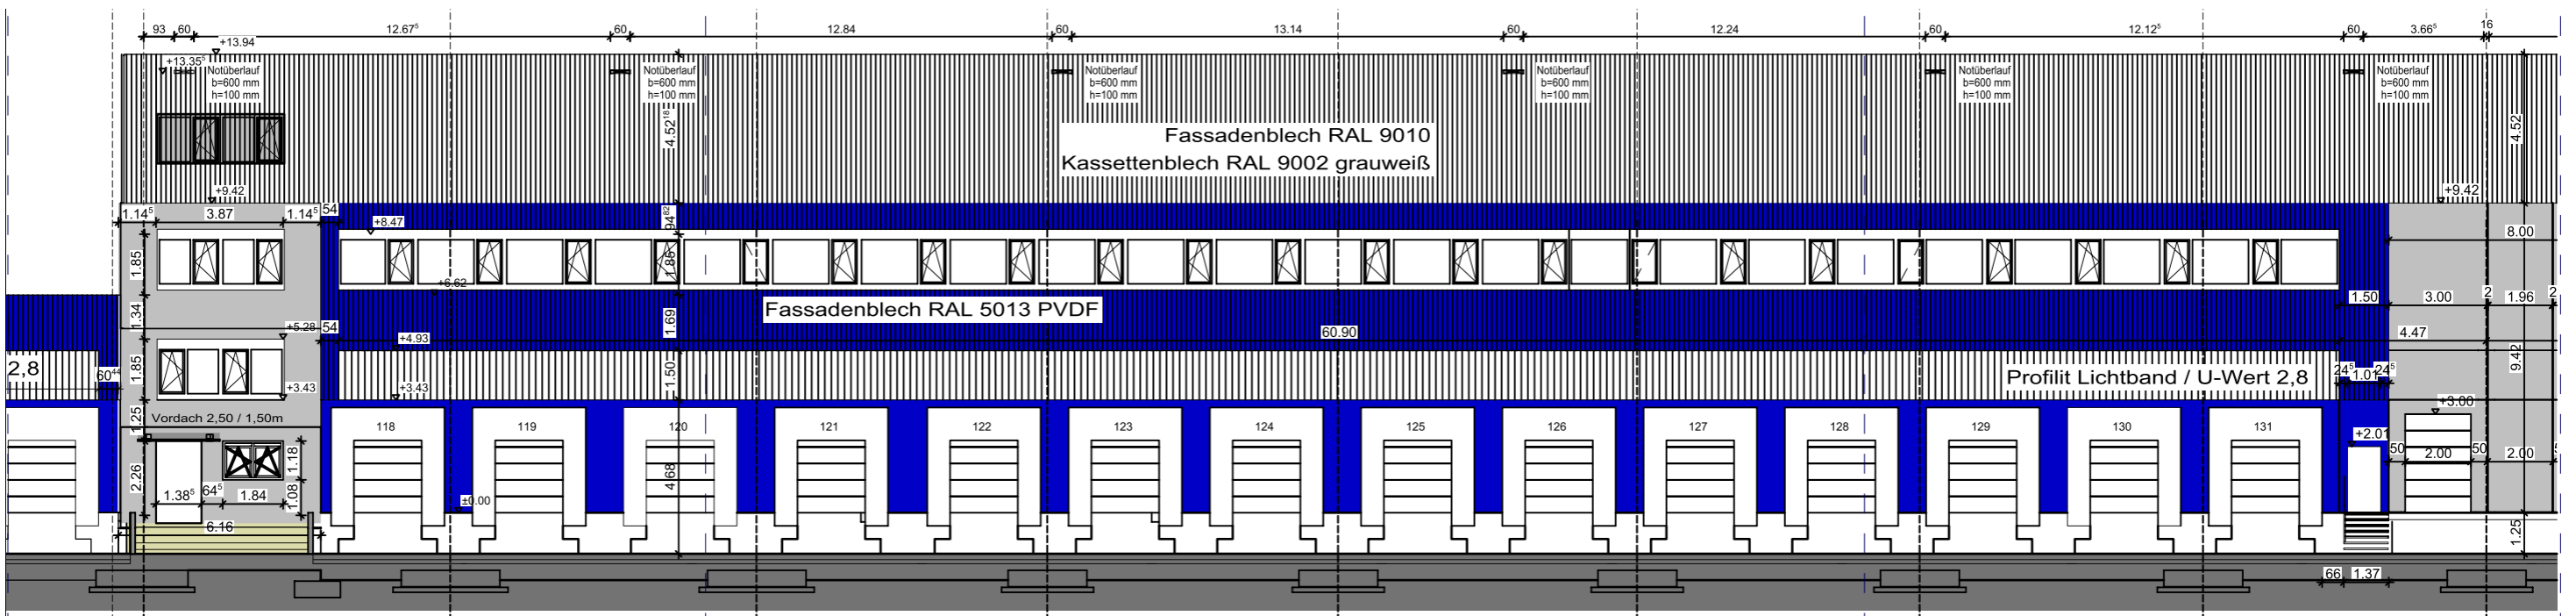 93 60 12.67⁵ 60 12.84 60 13.14 60 12.24 60 12.12⁵ 60 3.66⁵ 16
+13.94
+13.35⁵
Notüberlauf
b=600 mm
h=100 mm
Notüberlauf
b=600 mm
h=100 mm
Notüberlauf
b=600 mm
h=100 mm
Notüberlauf
b=600 mm
h=100 mm
Notüberlauf
b=600 mm
h=100 mm
Notüberlauf
b=600 mm
h=100 mm
4.52¹⁸
4.52
Fassadenblech RAL 9010
Kassettenblech RAL 9002 grauweiß
+9.42
+9.42
1.14⁵ 3.87 1.14⁵ 54
94⁸²
+8.47
8.00
1.85
1.85
+6.62
Fassadenblech RAL 5013 PVDF
1.34
1.69
1.50 3.00 2 1.96 2
+5.28 54
60.90
4.47
+4.93
2,8
60⁴⁴
1.85
1.50
9.42
Profilit Lichtband / U-Wert 2,8
24⁵ 1.01 24⁵
+3.43
+3.43
+3.00
1.25
Vordach 2,50 / 1,50m
118 119 120 121 122 123 124 125 126 127 128 129 130 131
+2.01
2.26
1.18
4.68
50 2.00 50 2.00
1.38⁵ 64⁵ 1.84
1.08
±0.00
6.16
1.25
66 1.37